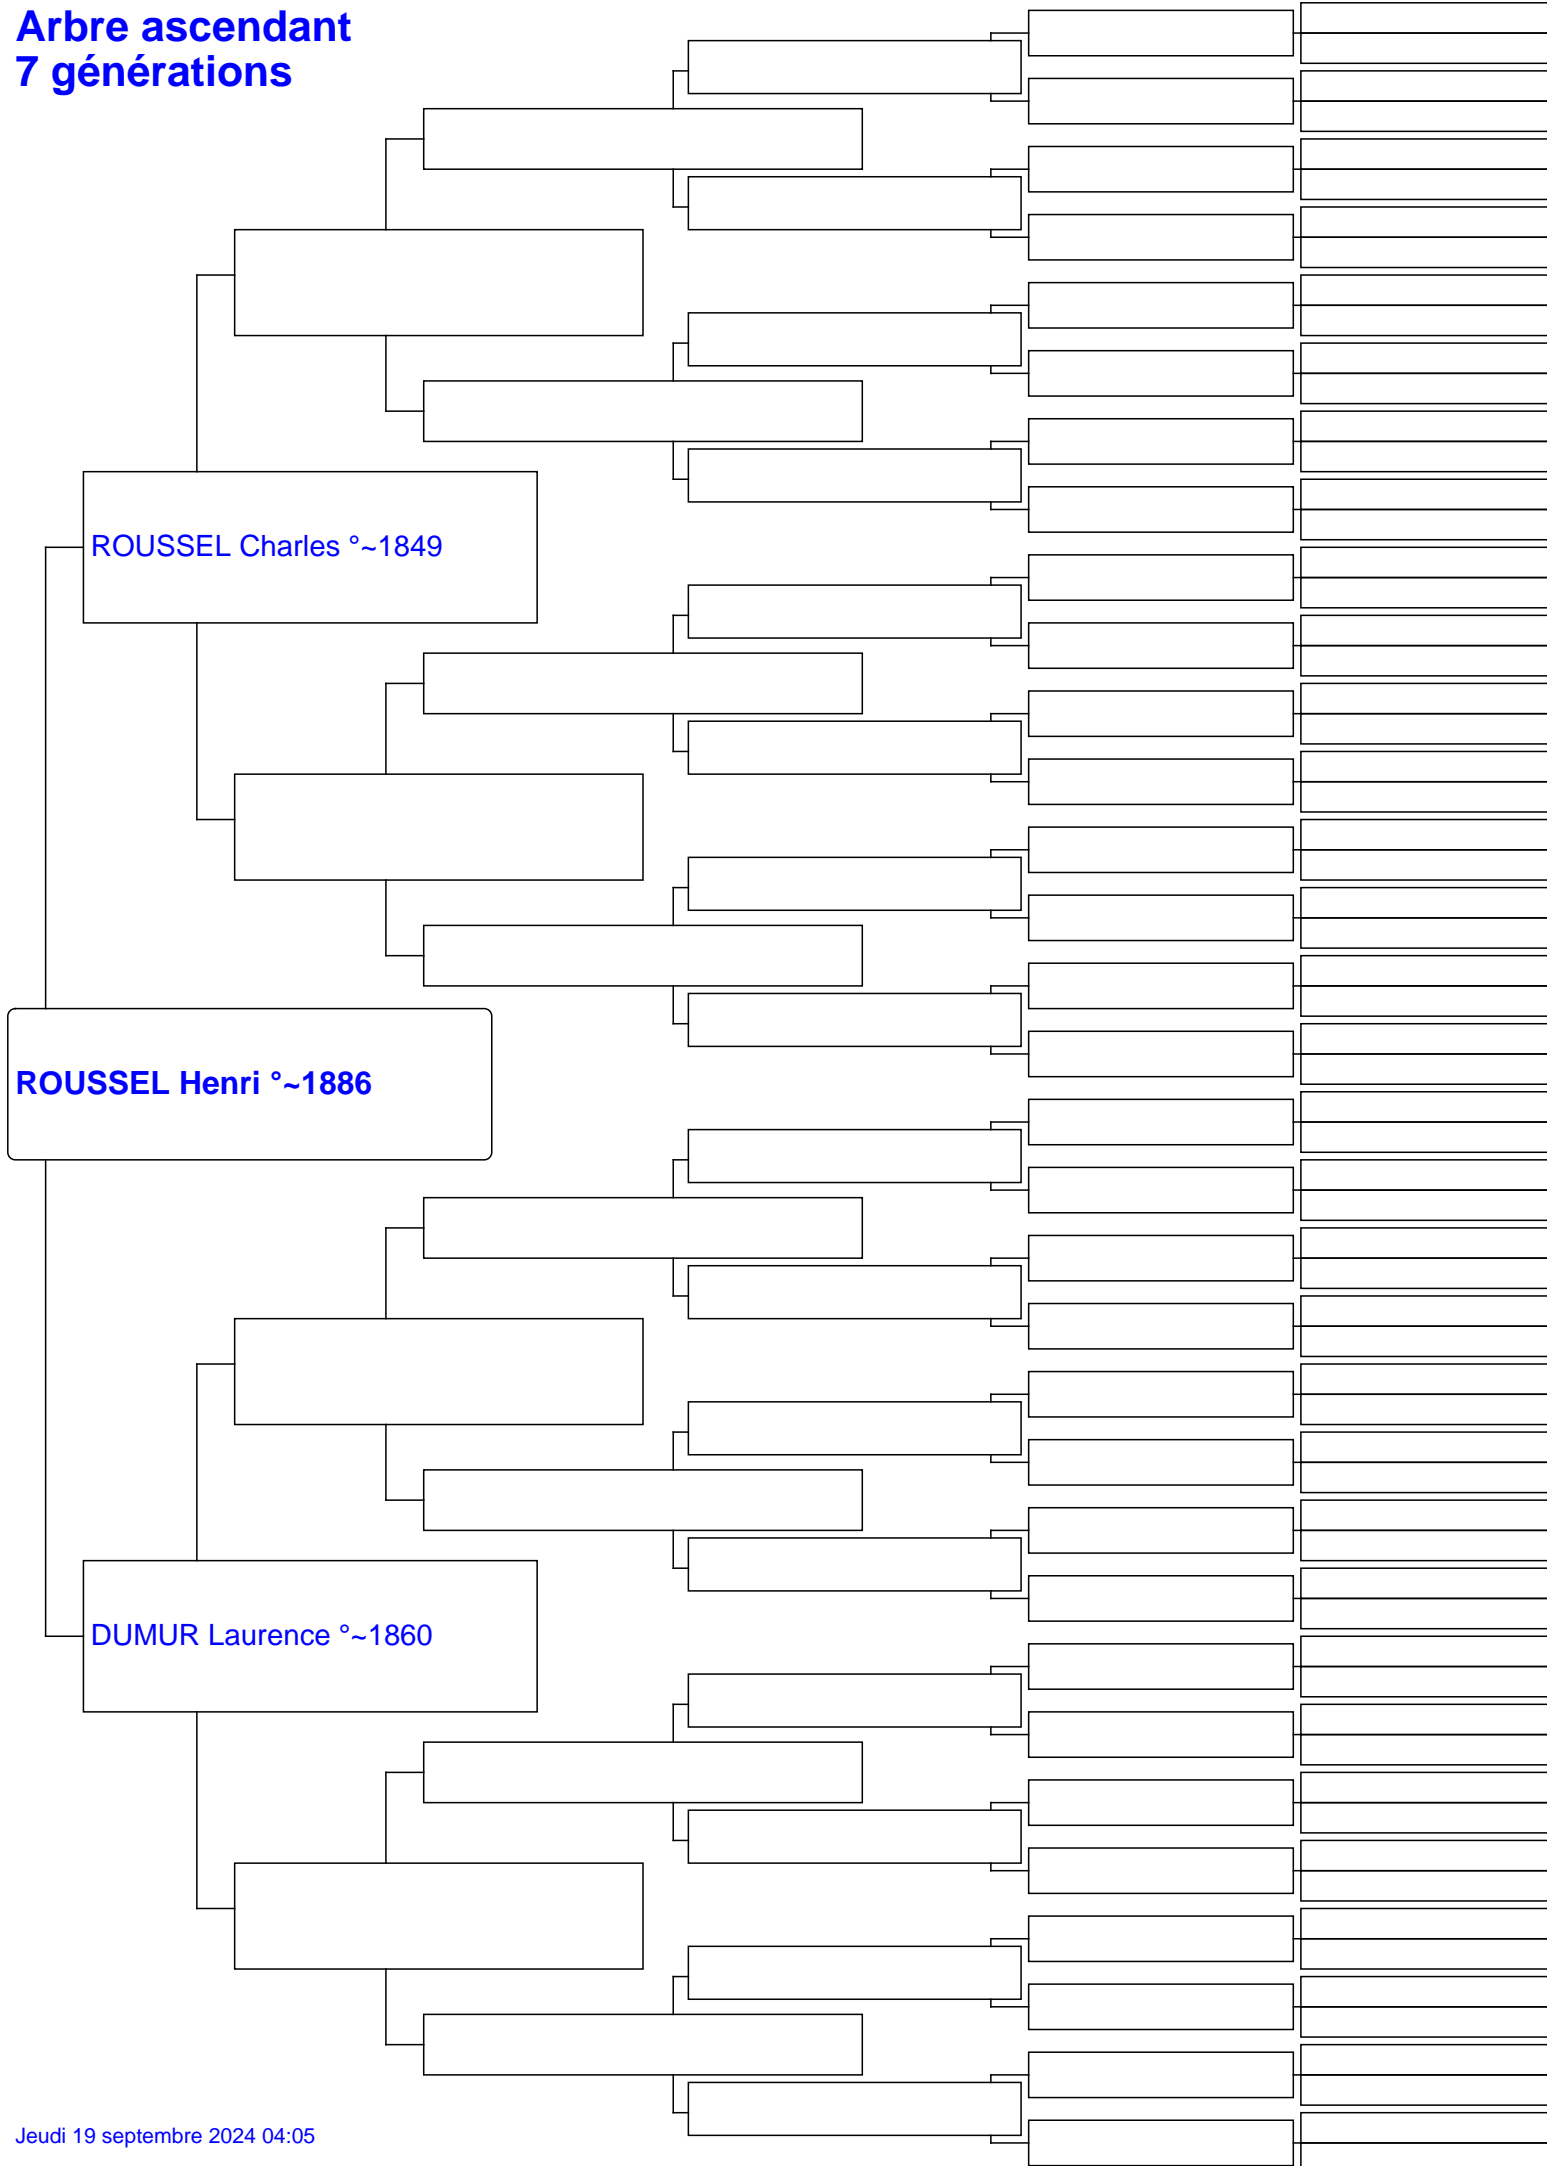 Arbre ascendant
7 générations
ROUSSEL Charles °~1849
ROUSSEL Henri °~1886
DUMUR Laurence °~1860
Jeudi 19 septembre 2024 04:05